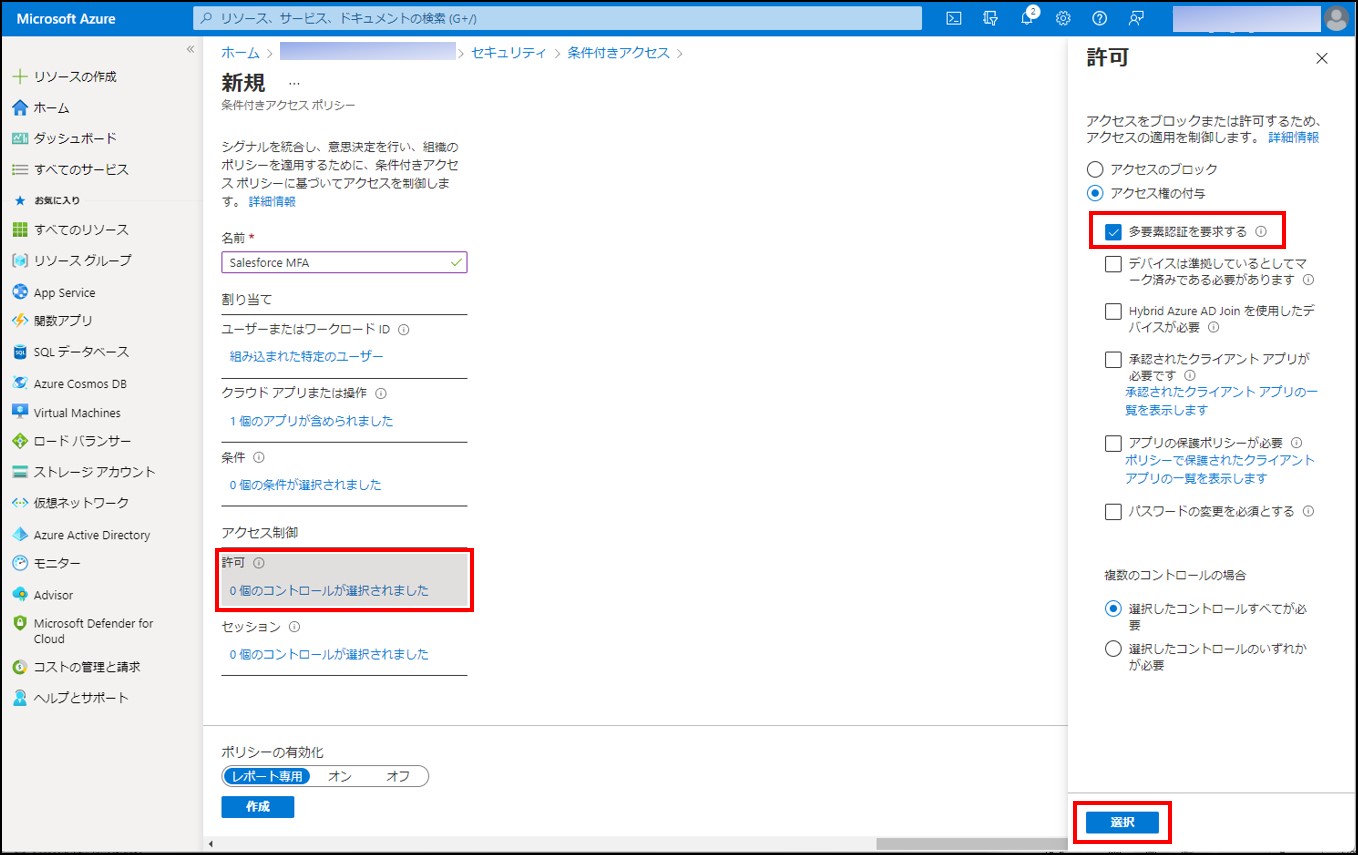 Microsoft Azure
リソース、サービス、ドキュメントの検索 (G+/)
2
«
リソースの作成
ホーム
ダッシュボード
すべてのサービス
お気に入り
すべてのリソース
リソース グループ
App Service
関数アプリ
SQL データベース
Azure Cosmos DB
Virtual Machines
ロード バランサー
ストレージ アカウント
仮想ネットワーク
Azure Active Directory
モニター
Advisor
Microsoft Defender for
Cloud
コストの管理と請求
ヘルプとサポート
ホーム > > セキュリティ > 条件付きアクセス >
新規 …
条件付きアクセス ポリシー
シグナルを統合し、意思決定を行い、組織の
ポリシーを適用するために、条件付きアクセ
ス ポリシーに基づいてアクセスを制御しま
す。 詳細情報
名前 *
Salesforce MFA
割り当て
ユーザーまたはワークロード ID
組み込まれた特定のユーザー
クラウド アプリまたは操作
1 個のアプリが含められました
条件
0 個の条件が選択されました
アクセス制御
許可
0 個のコントロールが選択されました
セッション
0 個のコントロールが選択されました
ポリシーの有効化
レポート専用 オン オフ
作成
許可
アクセスをブロックまたは許可するため、
アクセスの適用を制御します。 詳細情報
アクセスのブロック
アクセス権の付与
多要素認証を要求する
デバイスは準拠しているとしてマ
ーク済みである必要があります
Hybrid Azure AD Join を使用したデ
バイスが必要
承認されたクライアント アプリが
必要です
承認されたクライアント アプリの一
覧を表示します
アプリの保護ポリシーが必要
ポリシーで保護されたクライアント
アプリの一覧を表示します
パスワードの変更を必須とする
複数のコントロールの場合
選択したコントロールすべてが必
要
選択したコントロールのいずれか
が必要
選択